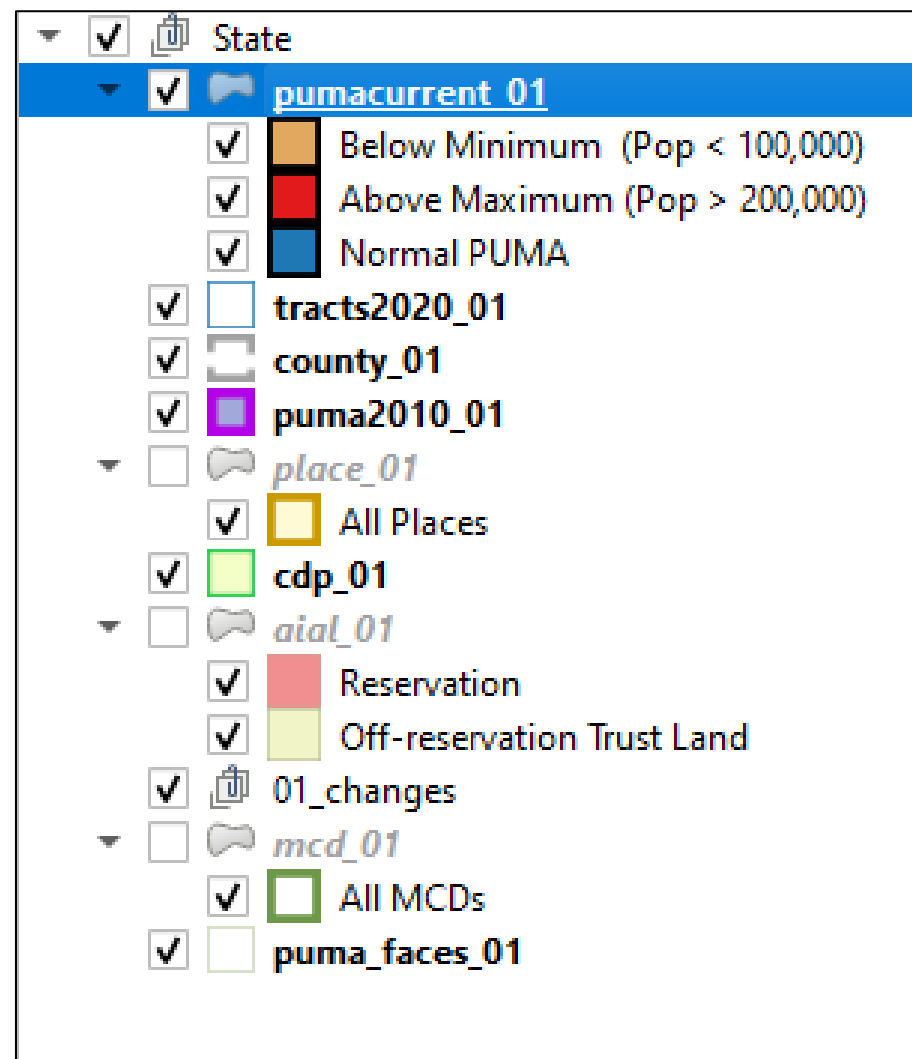 State
pumacurrent_01
Below Minimum  (Pop < 100,000)
Above Maximum (Pop > 200,000)
Normal PUMA
tracts2020_01
county_01
puma2010_01
place_01
All Places
cdp_01
aial_01
Reservation
Off-reservation Trust Land
01_changes
mcd_01
All MCDs
puma_faces_01